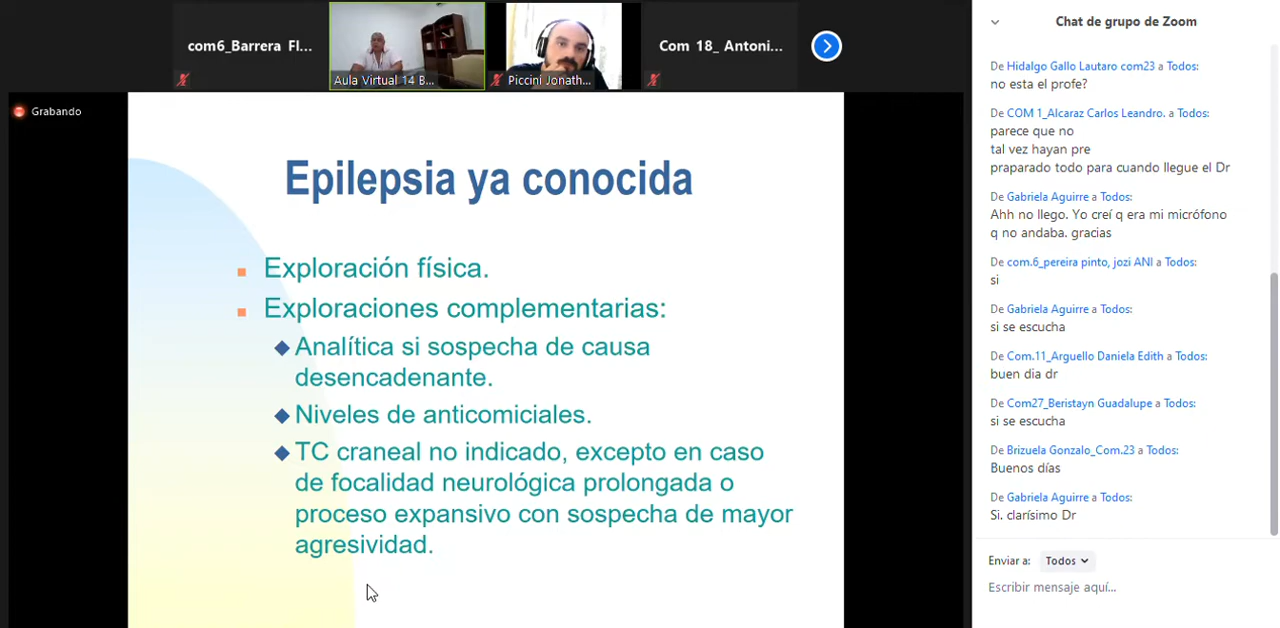 com6_Barrera Fl...
Aula Virtual 14 B...
Piccini Jonath...
Com 18_ Antoni...
Grabando
Epilepsia ya conocida
Exploración física.
Exploraciones complementarias:
Analítica si sospecha de causa
desencadenante.
Niveles de anticomiciales.
TC craneal no indicado, excepto en caso
de focalidad neurológica prolongada o
proceso expansivo con sospecha de mayor
agresividad.
Chat de grupo de Zoom
De Hidalgo Gallo Lautaro com23 a Todos:
no esta el profe?
De COM 1_Alcaraz Carlos Leandro. a Todos:
parece que no
tal vez hayan pre
praparado todo para cuando llegue el Dr
De Gabriela Aguirre a Todos:
Ahh no llego. Yo creí q era mi micrófono
q no andaba. gracias
De com.6_pereira pinto, jozi ANI a Todos:
si
De Gabriela Aguirre a Todos:
si se escucha
De Com.11_Arguello Daniela Edith a Todos:
buen dia dr
De Com27_Beristayn Guadalupe a Todos:
si se escucha
De Brizuela Gonzalo_Com.23 a Todos:
Buenos días
De Gabriela Aguirre a Todos:
Si. clarísimo Dr
Enviar a: Todos
Escribir mensaje aquí...